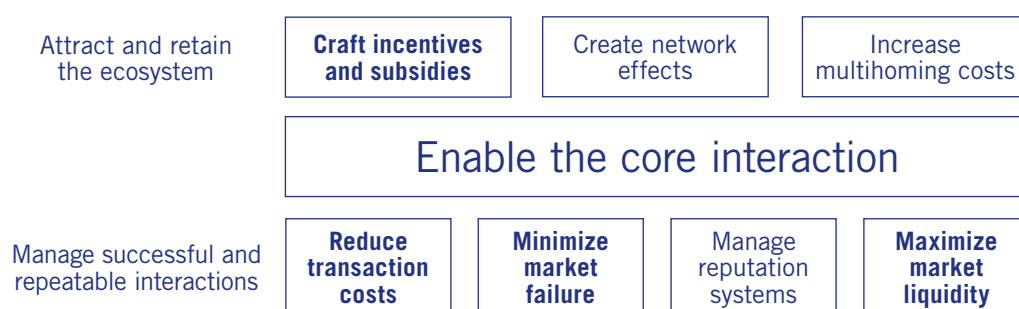 Attract and retain
the ecosystem
Craft incentives
and subsidies
Create network
effects
Increase
multihoming costs
Enable the core interaction
Manage successful and
repeatable interactions
Reduce
transaction
costs
Minimize
market
failure
Manage
reputation
systems
Maximize
market
liquidity